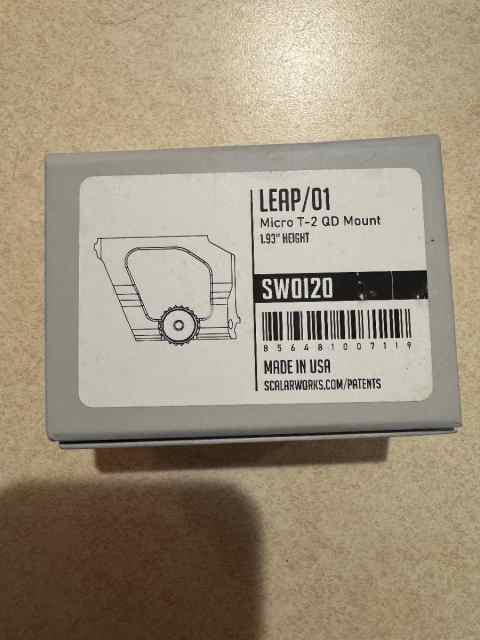 LEAP/01
Micro T-2 QD Mount
1.93" HEIGHT
SW0120
856481007119
MADE IN USA
SCALARWORKS.COM/PATENTS